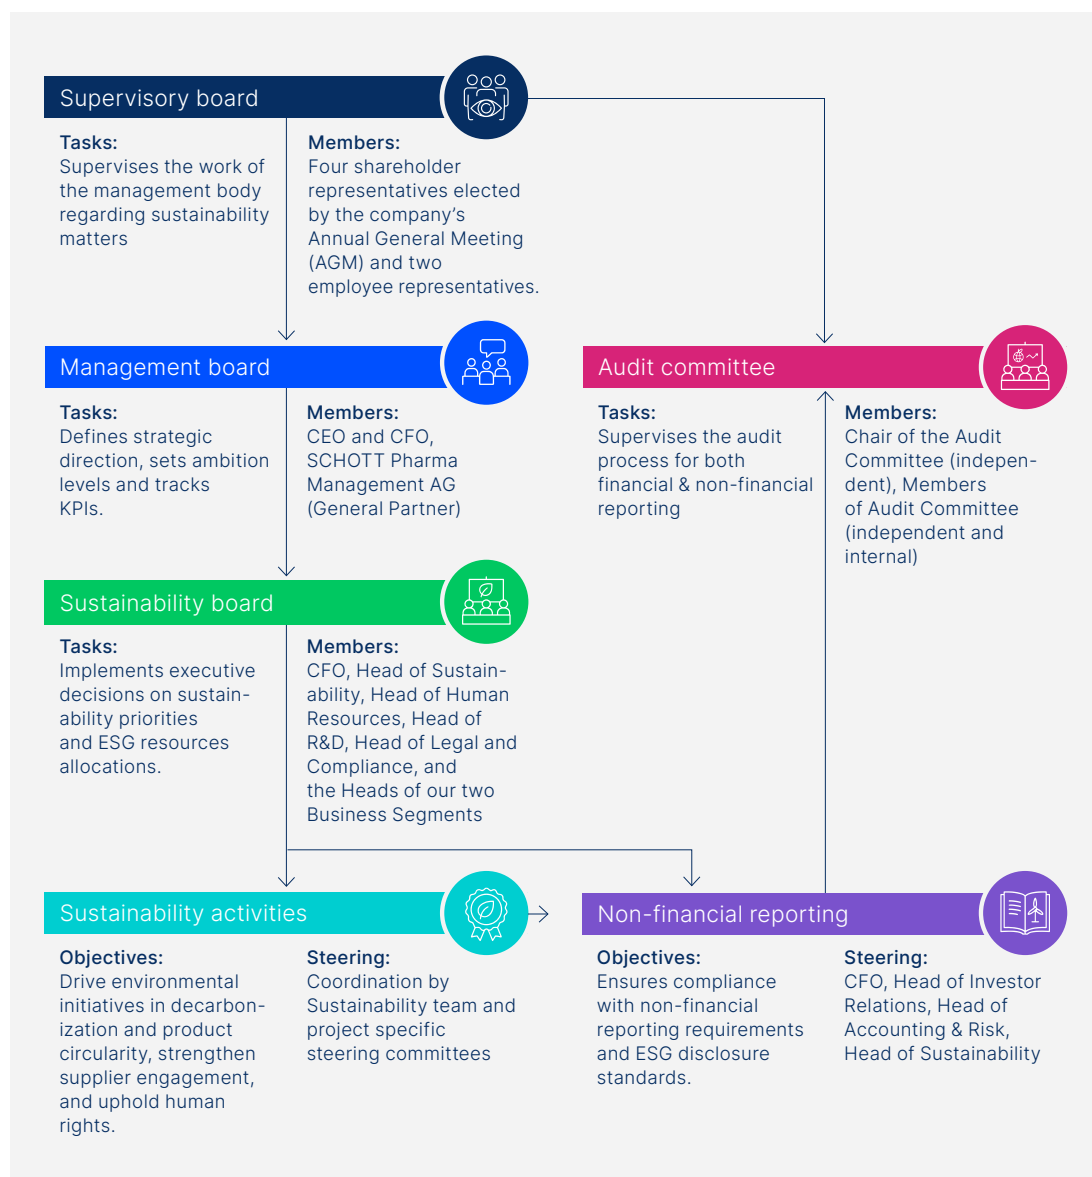 Supervisory board
Tasks:
Supervises the work of
the management body
regarding sustainability
matters
Members:
Four shareholder
representatives elected
by the company’s
Annual General Meeting
(AGM) and two
employee representatives.
Management board
Tasks:
Defines strategic
direction, sets ambition
levels and tracks
KPIs.
Members:
CEO and CFO,
SCHOTT Pharma
Management AG
(General Partner)
Audit committee
Tasks:
Supervises the audit
process for both
financial & non-financial
reporting
Members:
Chair of the Audit
Committee (indepen-
dent), Members
of Audit Committee
(independent and
internal)
Sustainability board
Tasks:
Implements executive
decisions on sustain-
ability priorities
and ESG resources
allocations.
Members:
CFO, Head of Sustain-
ability, Head of Human
Resources, Head of
R&D, Head of Legal and
Compliance, and
the Heads of our two
Business Segments
Sustainability activities
Objectives:
Drive environmental
initiatives in decarbon-
ization and product
circularity, strengthen
supplier engagement,
and uphold human
rights.
Steering:
Coordination by
Sustainability team and
project specific
steering committees
Non-financial reporting
Objectives:
Ensures compliance
with non-financial
reporting requirements
and ESG disclosure
standards.
Steering:
CFO, Head of Investor
Relations, Head of
Accounting & Risk,
Head of Sustainability